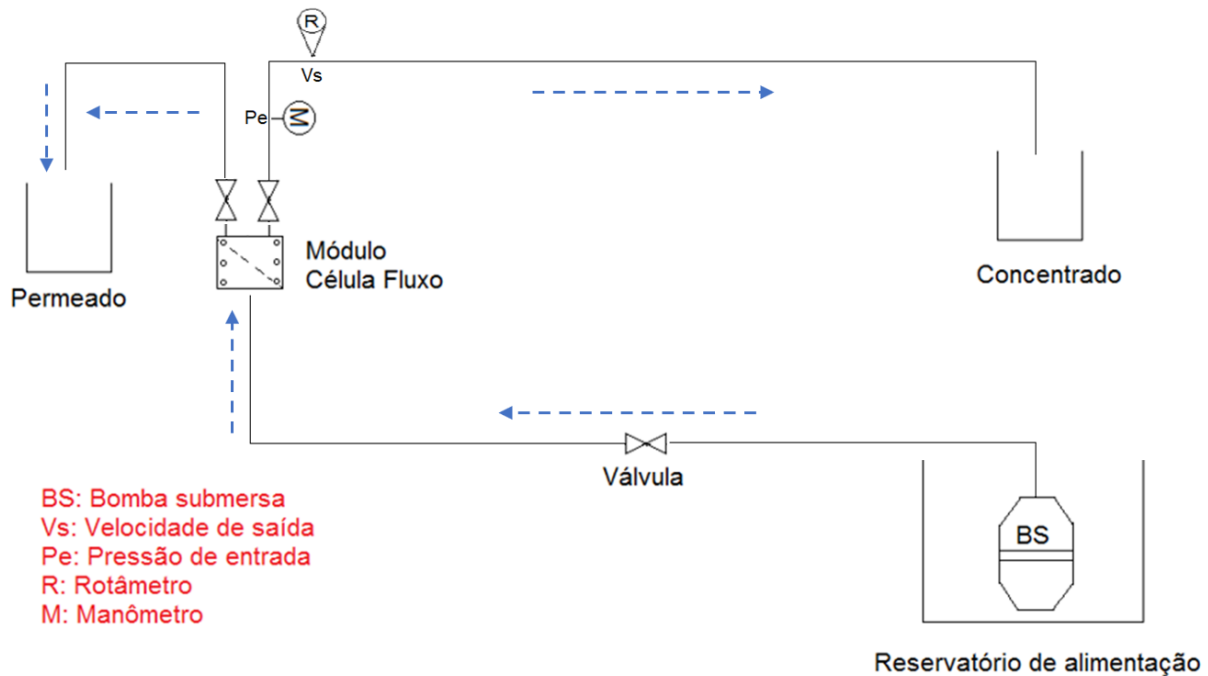 R
Vs
Pe
M
Módulo
Célula Fluxo
Permeado
Concentrado
Válvula
BS: Bomba submersa
Vs: Velocidade de saída
Pe: Pressão de entrada
R: Rotâmetro
M: Manômetro
BS
Reservatório de alimentação